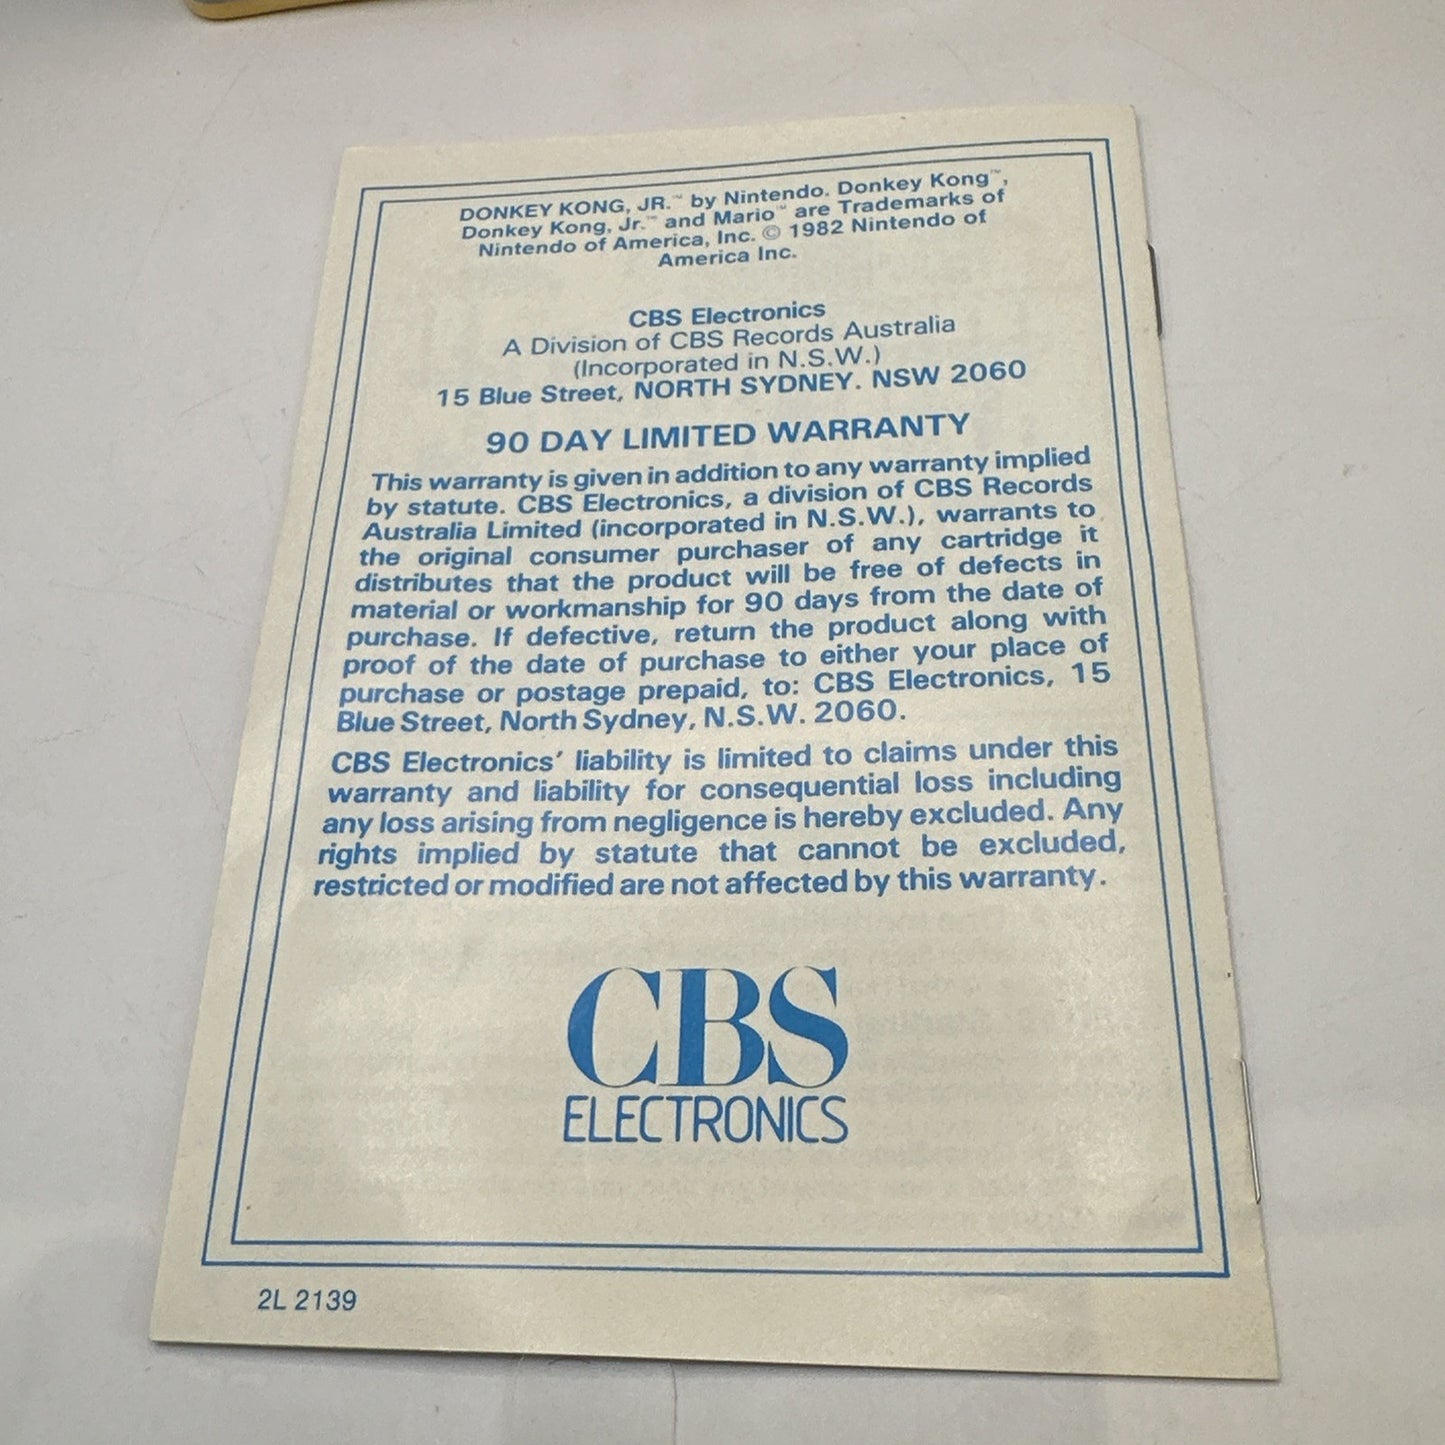 DONKEY KONG, JR.™ by Nintendo. Donkey Kong™,
Donkey Kong, Jr.™ and Mario™ are Trademarks of
Nintendo of America, Inc. © 1982 Nintendo of
America Inc.
CBS Electronics
A Division of CBS Records Australia
(Incorporated in N.S.W.)
15 Blue Street, NORTH SYDNEY. NSW 2060
90 DAY LIMITED WARRANTY
This warranty is given in addition to any warranty implied
by statute. CBS Electronics, a division of CBS Records
Australia Limited (incorporated in N.S.W.), warrants to
the original consumer purchaser of any cartridge it
distributes that the product will be free of defects in
material or workmanship for 90 days from the date of
purchase. If defective, return the product along with
proof of the date of purchase to either your place of
purchase or postage prepaid, to: CBS Electronics, 15
Blue Street, North Sydney, N.S.W. 2060.
CBS Electronics' liability is limited to claims under this
warranty and liability for consequential loss including
any loss arising from negligence is hereby excluded. Any
rights implied by statute that cannot be excluded,
restricted or modified are not affected by this warranty.
CBS
ELECTRONICS
2L 2139